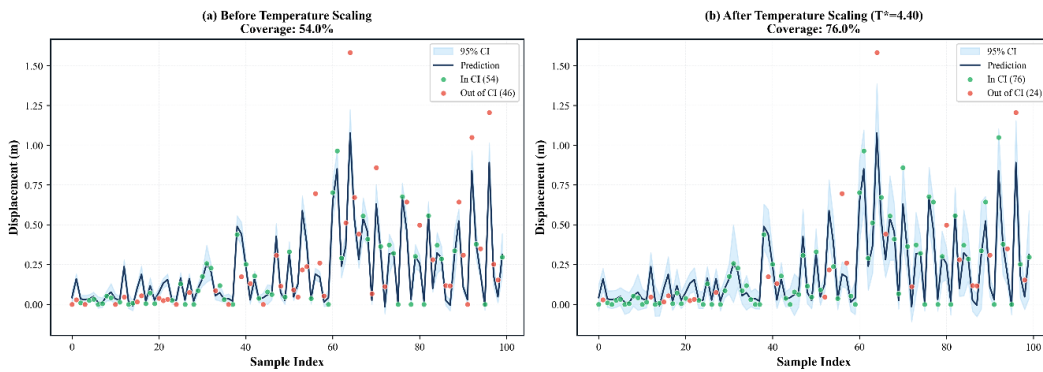 (a) Before Temperature Scaling
Coverage: 54.0%
95% CI
Prediction
In CI (54)
Out of CI (46)
1.50
1.25
1.00
0.75
0.50
0.25
0.00
Displacement (m)
0
20
40
60
80
100
Sample Index
(b) After Temperature Scaling (T*=4.40)
Coverage: 76.0%
95% CI
Prediction
In CI (76)
Out of CI (24)
1.50
1.25
1.00
0.75
0.50
0.25
0.00
Displacement (m)
0
20
40
60
80
100
Sample Index